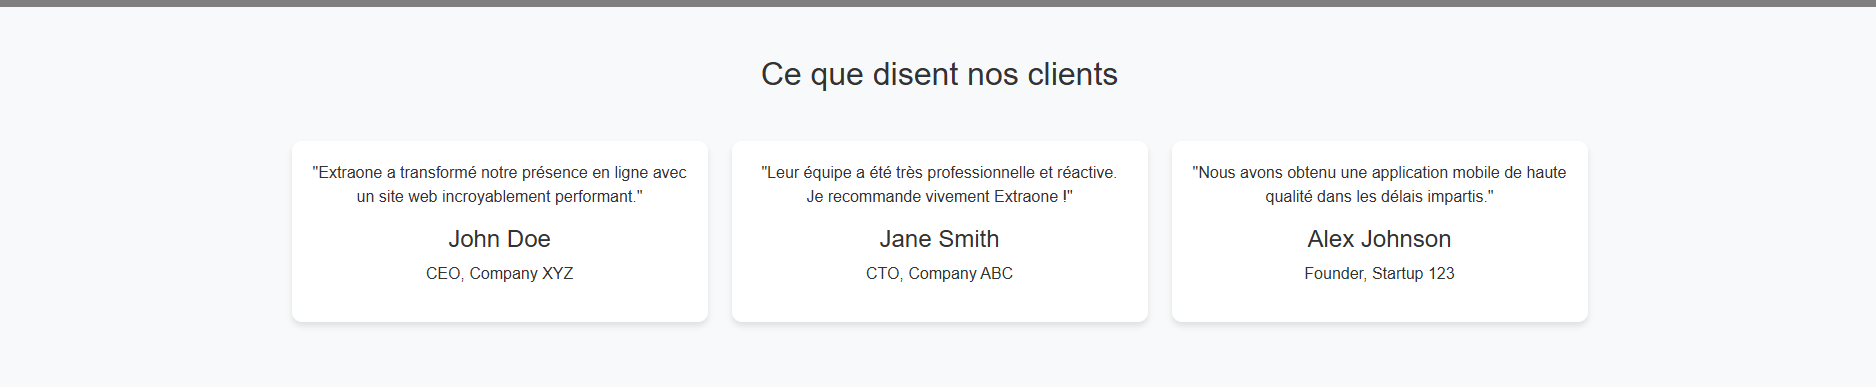 Ce que disent nos clients
"Extraone a transformé notre présence en ligne avec
un site web incroyablement performant."
John Doe
CEO, Company XYZ
"Leur équipe a été très professionnelle et réactive.
Je recommande vivement Extraone !"
Jane Smith
CTO, Company ABC
"Nous avons obtenu une application mobile de haute
qualité dans les délais impartis."
Alex Johnson
Founder, Startup 123